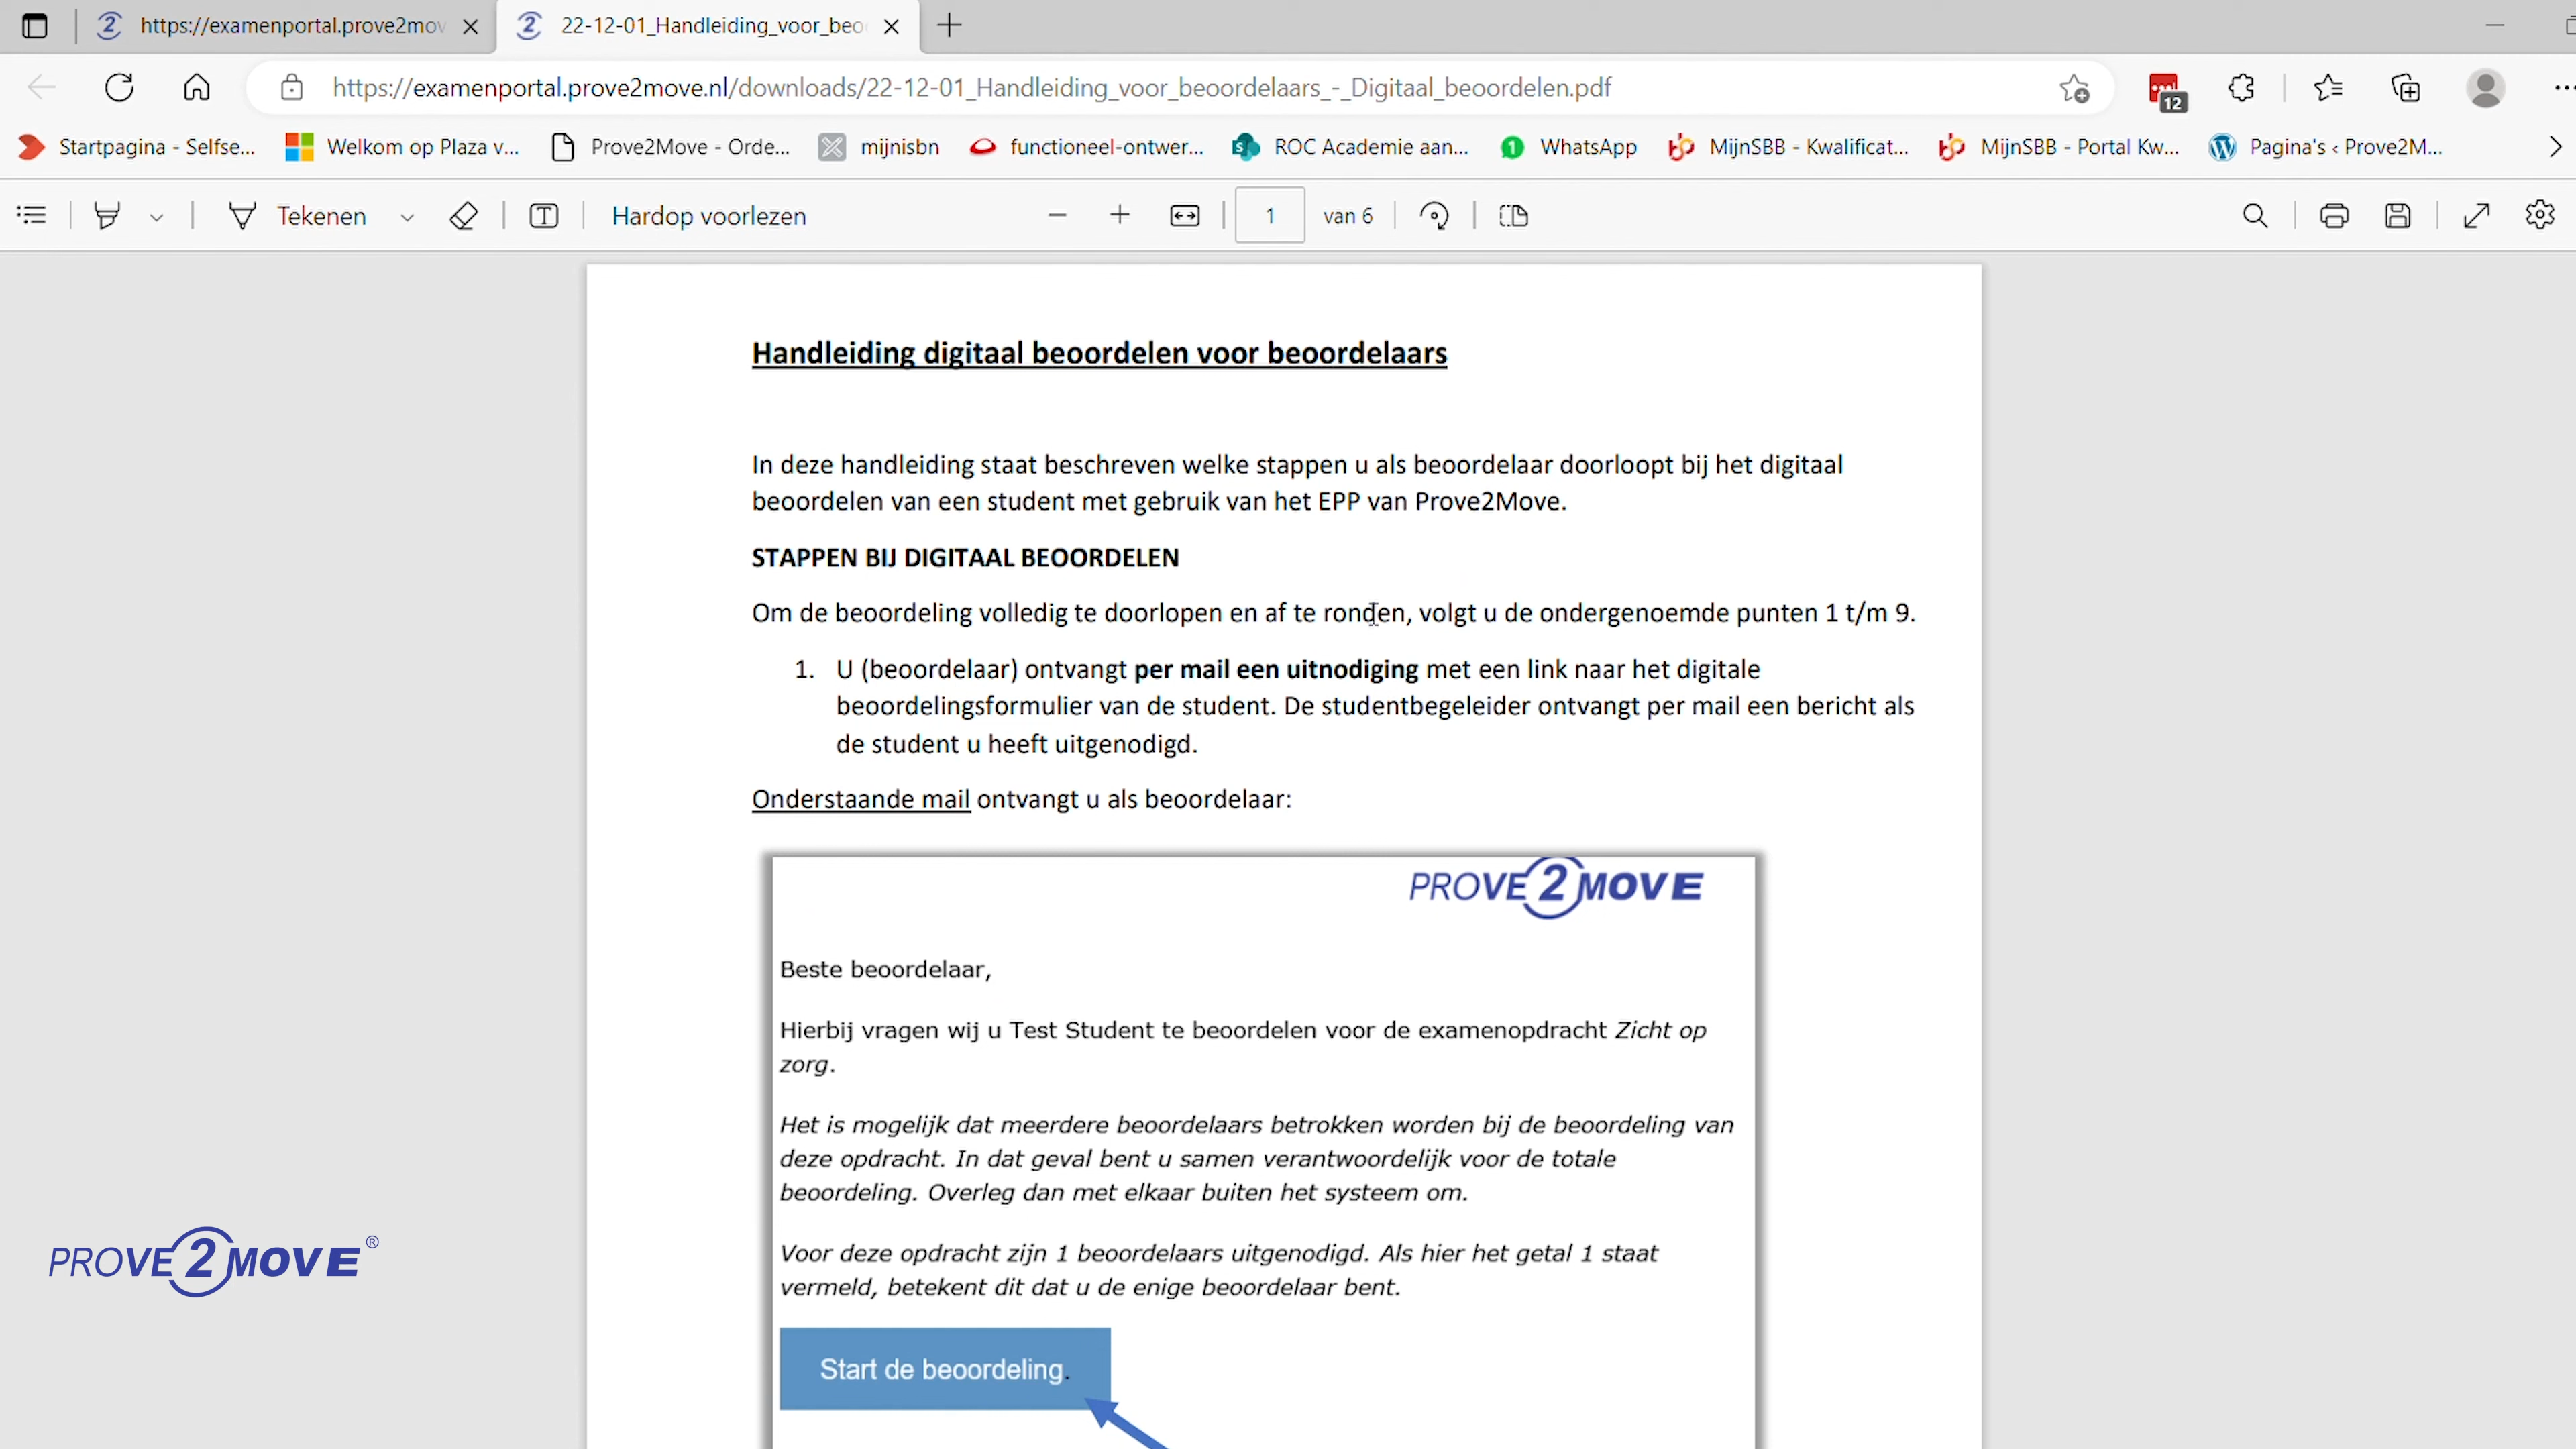 https://examenportal.prove2mov
22-12-01_Handleiding_voor_beo
https://examenportal.prove2move.nl/downloads/22-12-01_Handleiding_voor_beoordelaars_-_Digitaal_beoordelen.pdf
12
Startpagina - Selfse...
Welkom op Plaza v...
Prove2Move - Orde...
mijnisbn
functioneel-ontwer...
ROC Academie aan...
WhatsApp
MijnSBB - Kwalificat...
MijnSBB - Portal Kw...
Pagina's ‹ Prove2M...
Tekenen
Hardop voorlezen
1
van 6
Handleiding digitaal beoordelen voor beoordelaars
In deze handleiding staat beschreven welke stappen u als beoordelaar doorloopt bij het digitaal
beoordelen van een student met gebruik van het EPP van Prove2Move.
STAPPEN BIJ DIGITAAL BEOORDELEN
Om de beoordeling volledig te doorlopen en af te ronden, volgt u de ondergenoemde punten 1 t/m 9.
1. U (beoordelaar) ontvangt per mail een uitnodiging met een link naar het digitale
beoordelingsformulier van de student. De studentbegeleider ontvangt per mail een bericht als
de student u heeft uitgenodigd.
Onderstaande mail ontvangt u als beoordelaar:
PROVE2MOVE
Beste beoordelaar,
Hierbij vragen wij u Test Student te beoordelen voor de examenopdracht Zicht op
zorg.
Het is mogelijk dat meerdere beoordelaars betrokken worden bij de beoordeling van
deze opdracht. In dat geval bent u samen verantwoordelijk voor de totale
beoordeling. Overleg dan met elkaar buiten het systeem om.
Voor deze opdracht zijn 1 beoordelaars uitgenodigd. Als hier het getal 1 staat
vermeld, betekent dit dat u de enige beoordelaar bent.
Start de beoordeling.
PROVE2MOVE®